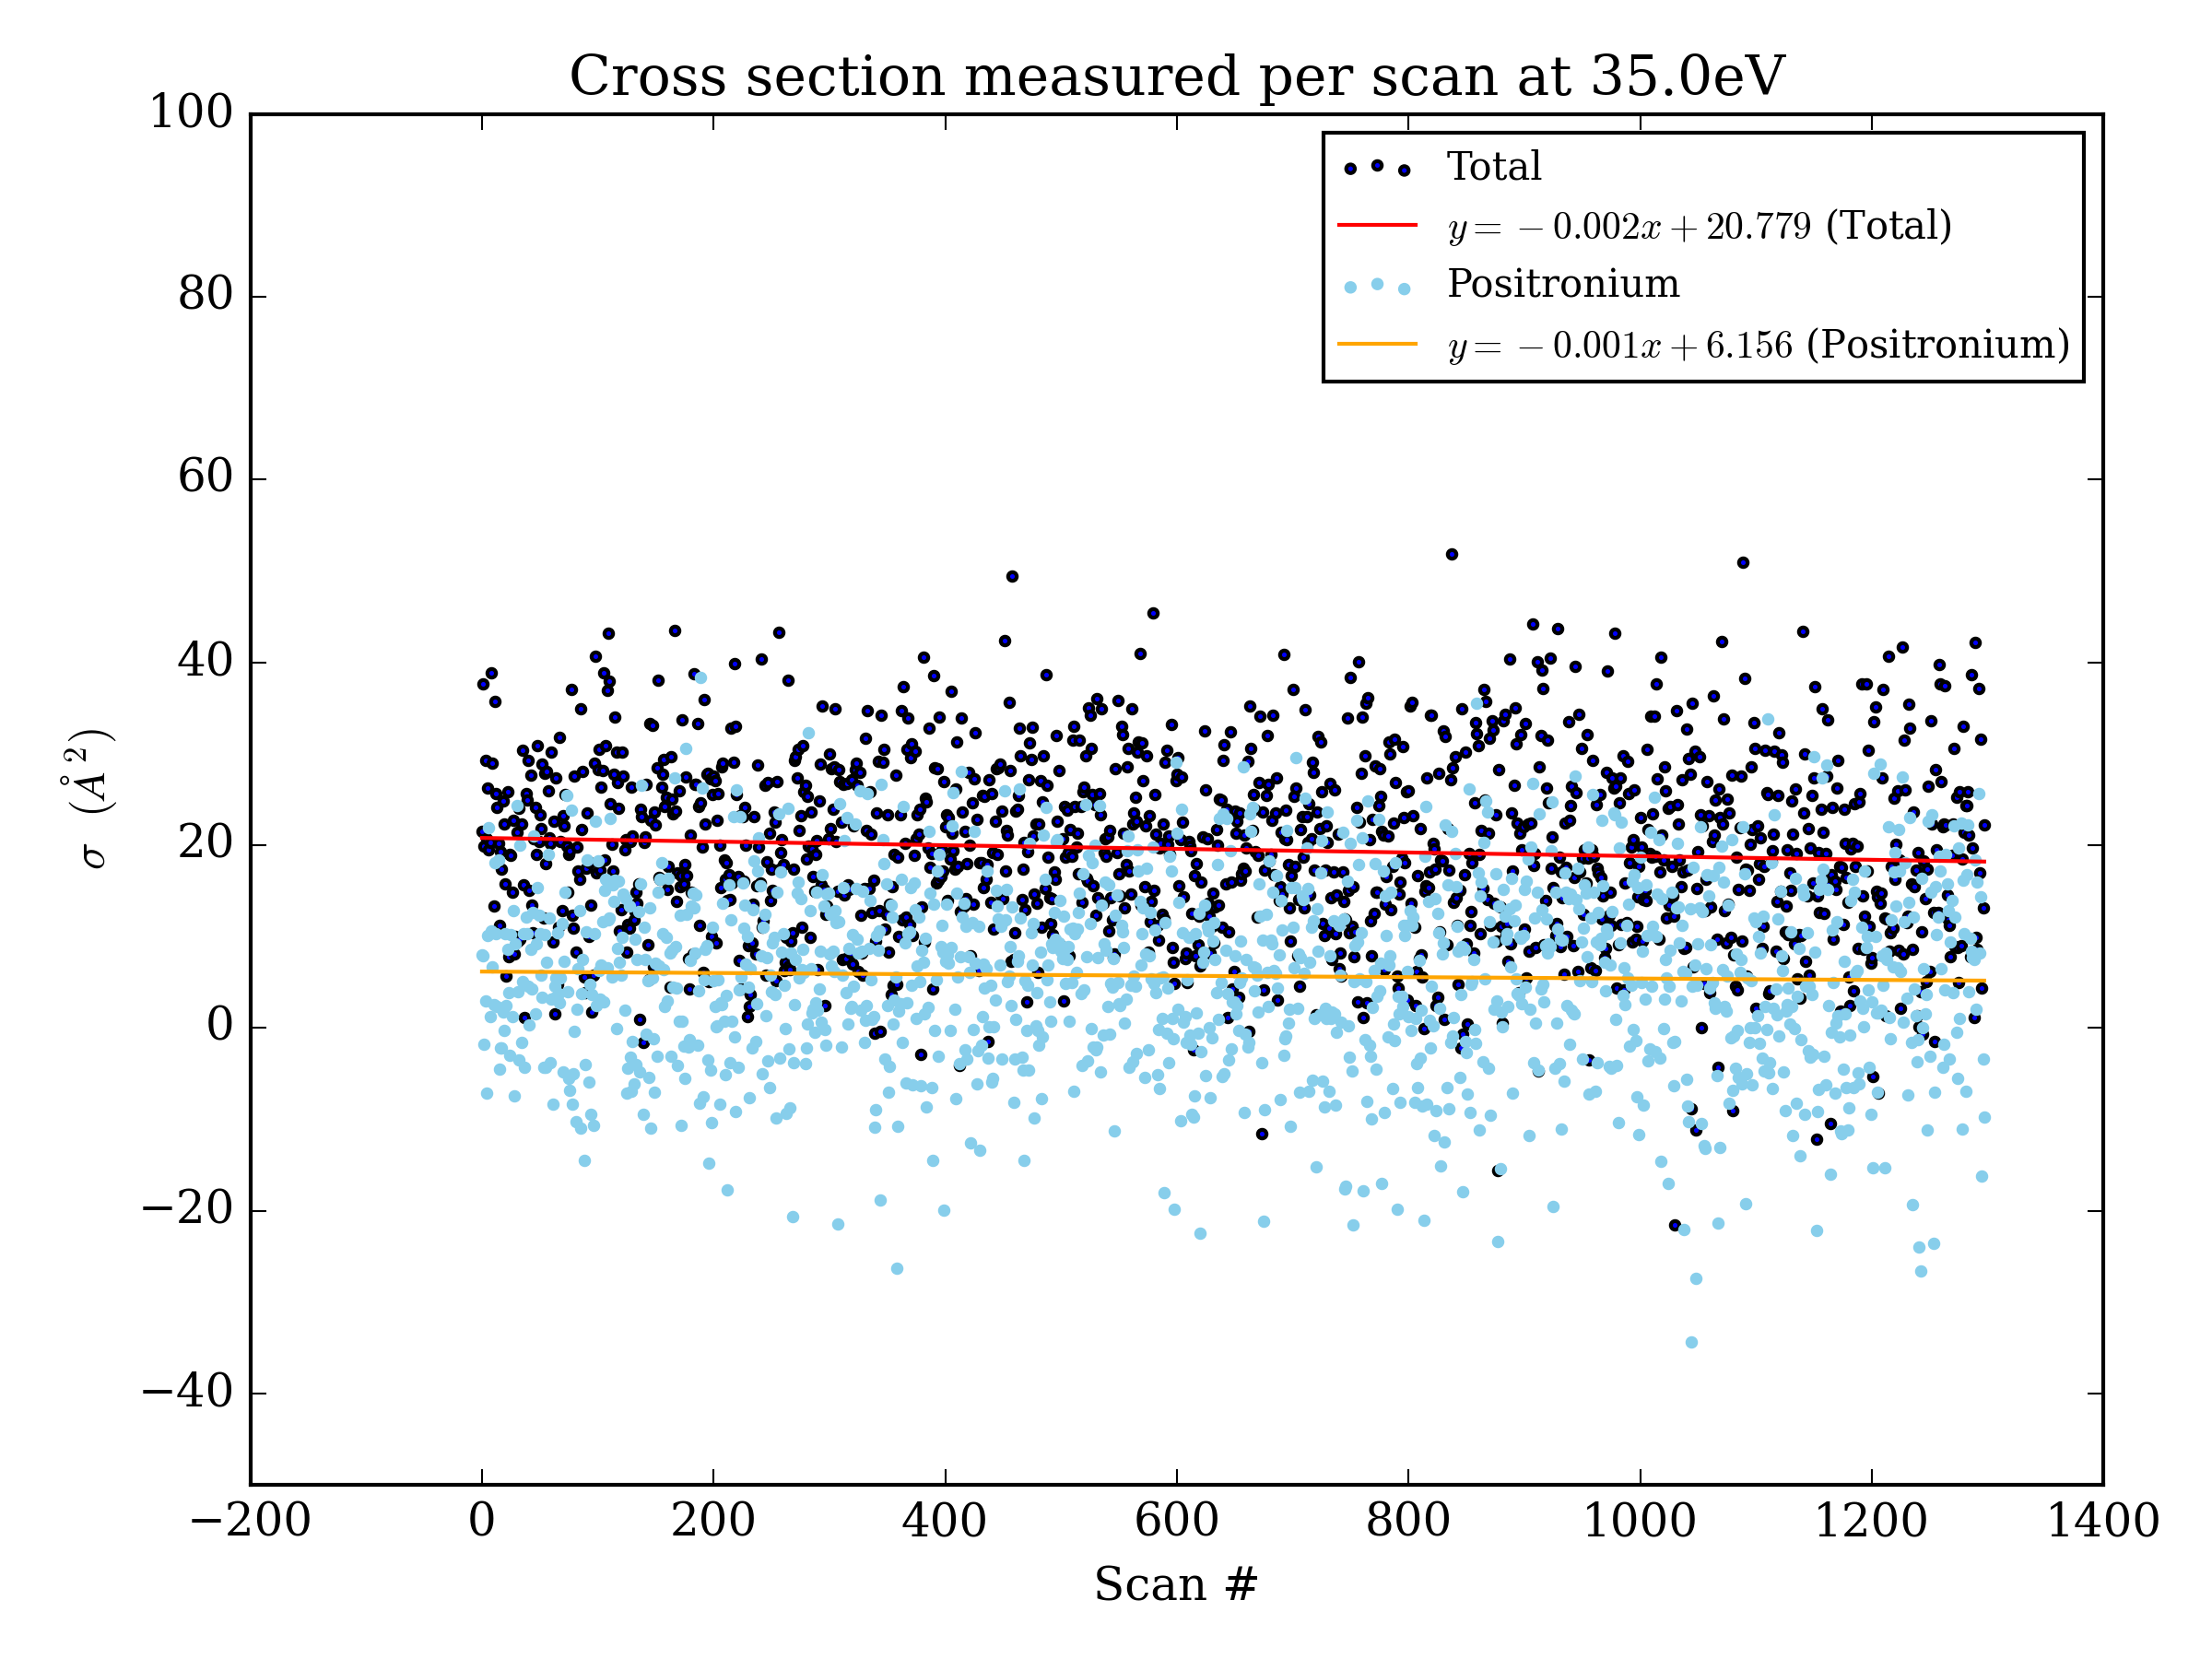 Cross section measured per scan at 35.0eV
100
80
60
40
20
0
−20
−40
σ (Å²)
Total
y = −0.002x + 20.779 (Total)
Positronium
y = −0.001x + 6.156 (Positronium)
−200 0 200 400 600 800 1000 1200 1400
Scan #